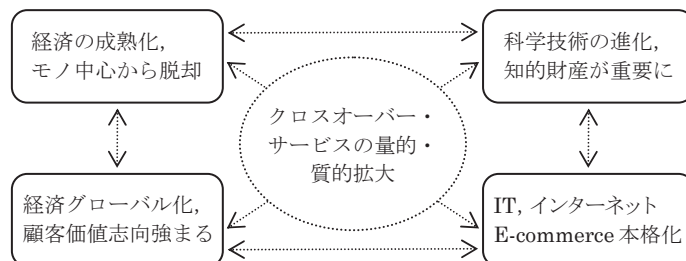 経済の成熟化,
モノ中心から脱却
科学技術の進化,
知的財産が重要に
クロスオーバー・
サービスの量的・
質的拡大
経済グローバル化,
顧客価値志向強まる
IT, インターネット
E-commerce 本格化